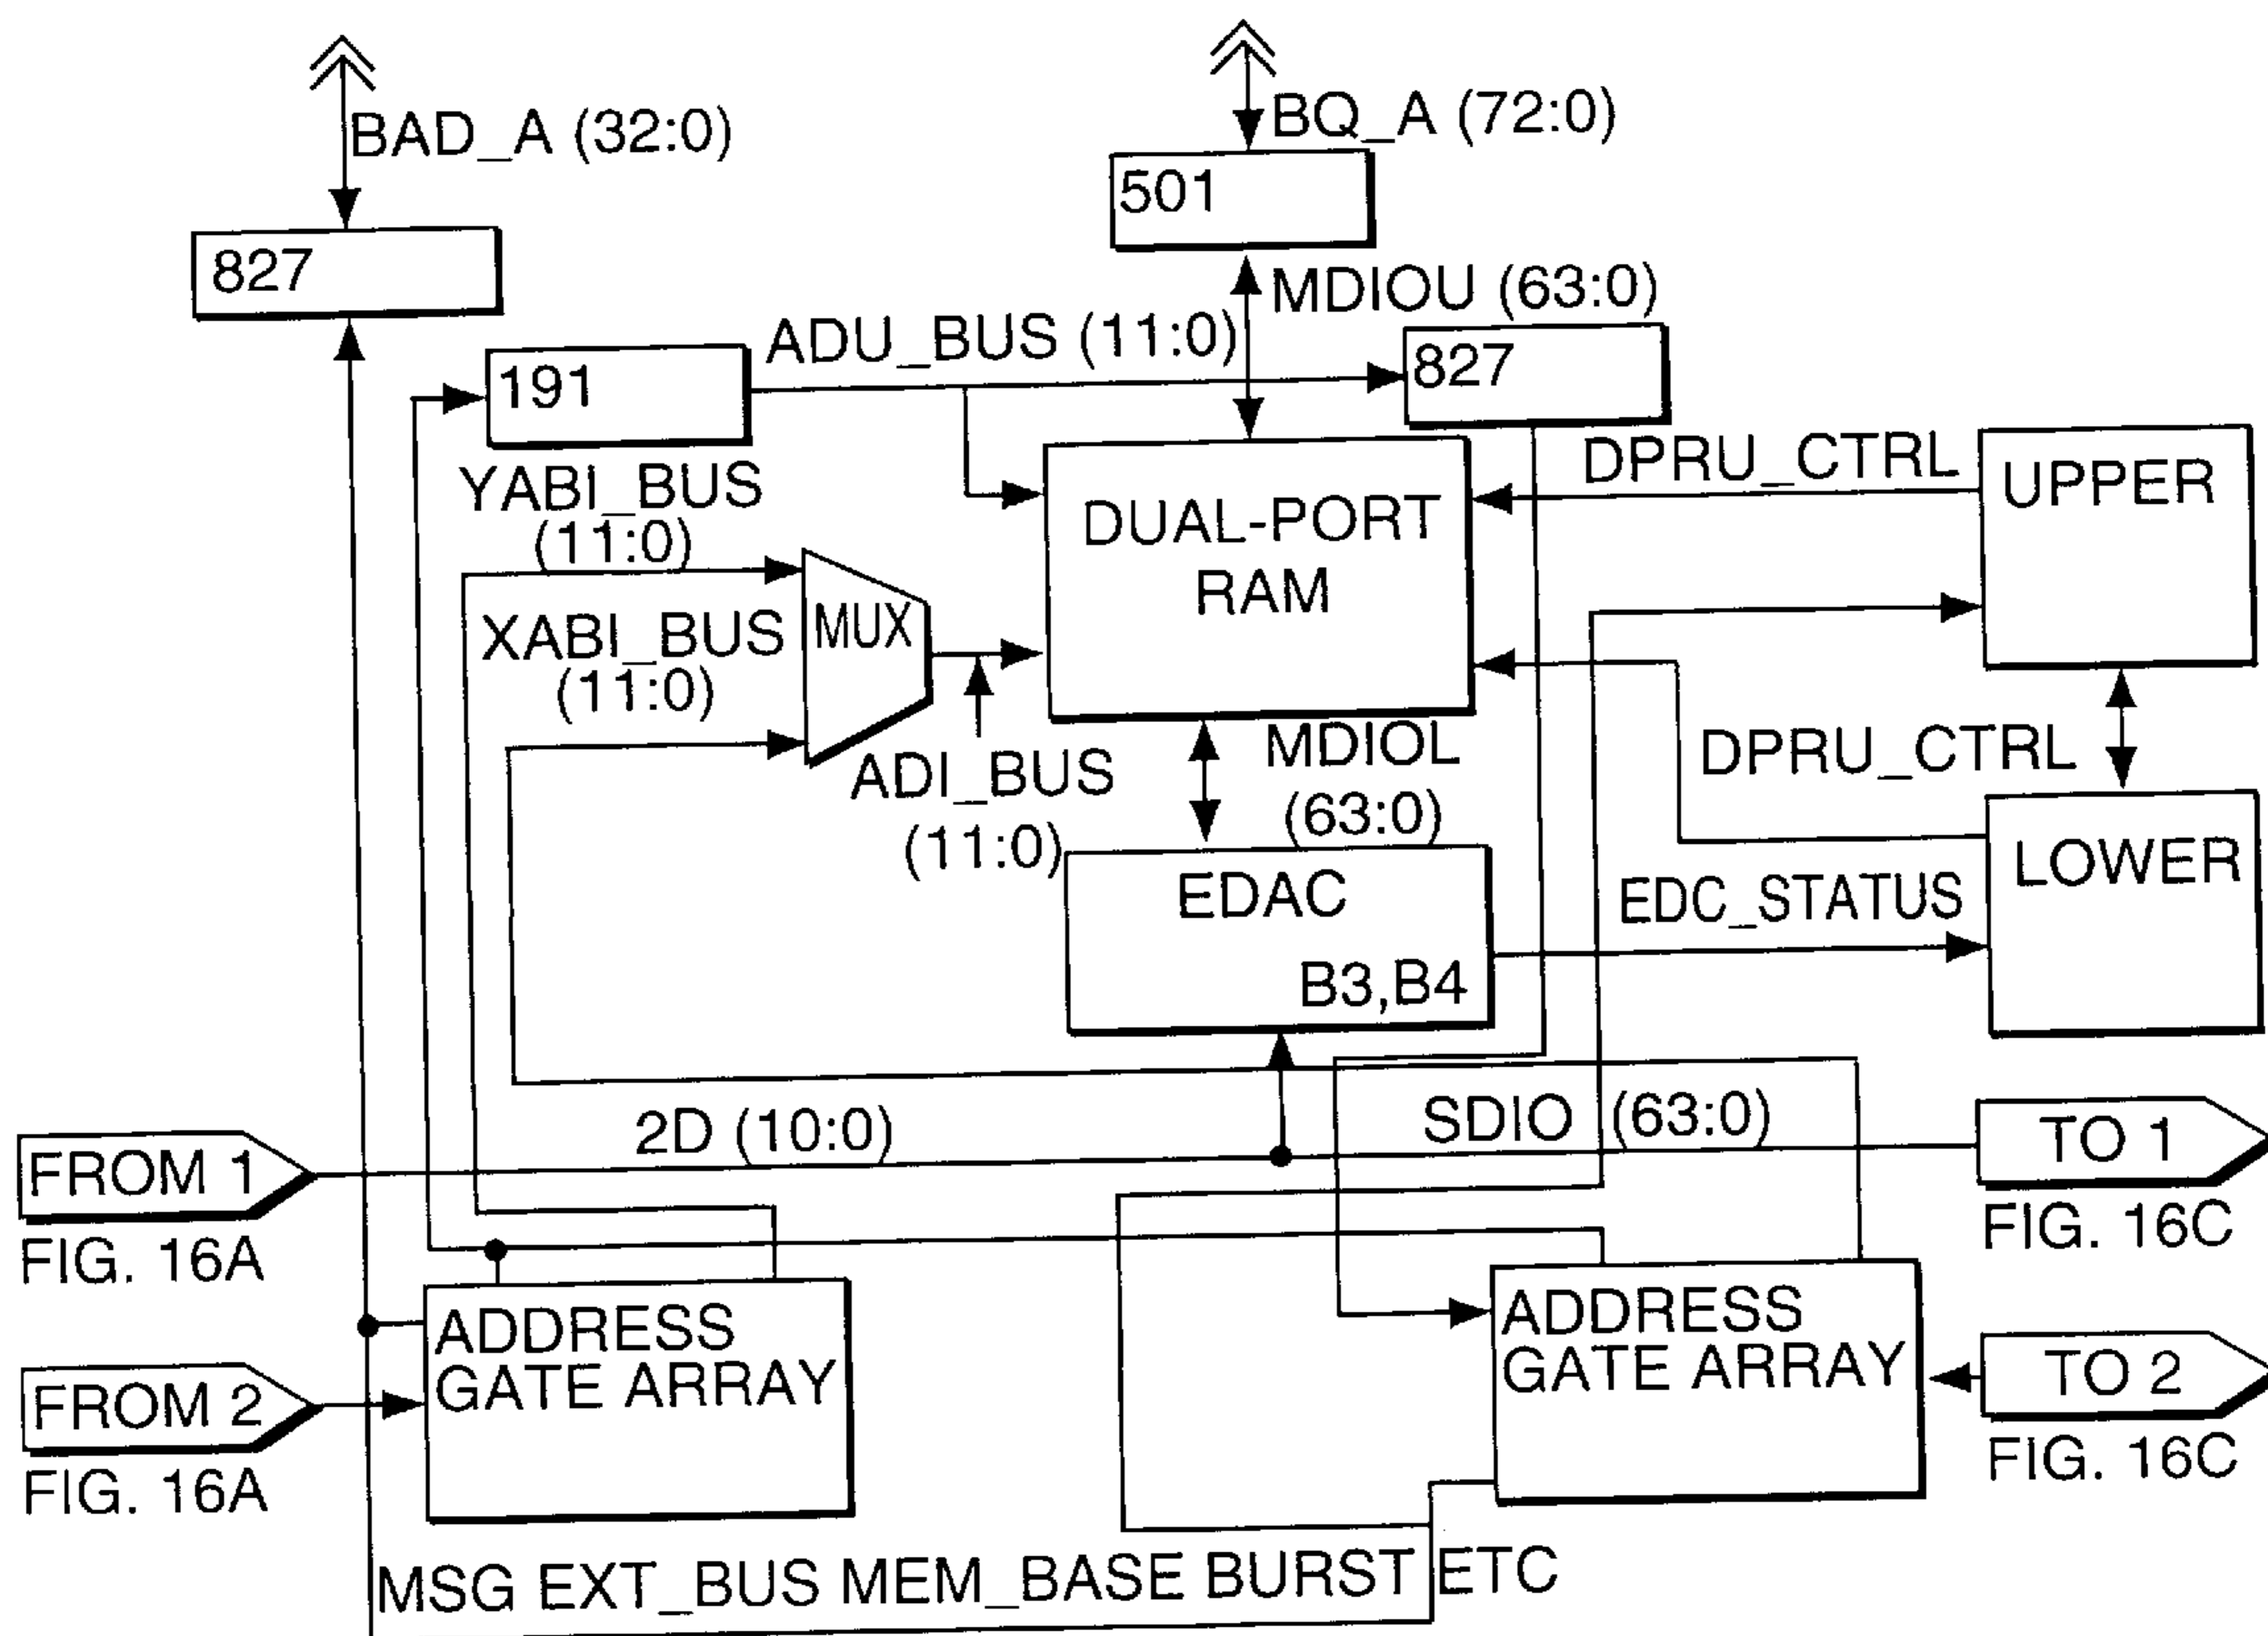 BAD_A (32:0)
BQ_A (72:0)
501
827
MDIOU (63:0)
ADU_BUS (11:0)
827
191
YABI_BUS
(11:0)
DPRU_CTRL
UPPER
DUAL-PORT
RAM
MUX
XABI_BUS
(11:0)
MDIOL
(63:0)
DPRU_CTRL
ADI_BUS
(11:0)
LOWER
EDAC
B3,B4
EDC_STATUS
2D (10:0)
SDIO (63:0)
TO 1
FIG. 16C
FROM 1
FIG. 16A
ADDRESS
GATE ARRAY
ADDRESS
GATE ARRAY
TO 2
FIG. 16C
FROM 2
FIG. 16A
MSG EXT_BUS MEM_BASE BURST ETC